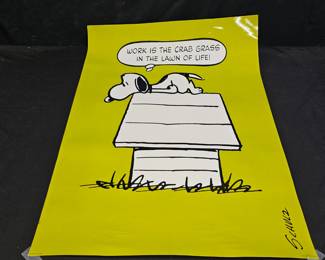 WORK IS THE CRAB GRASS
IN THE LAWN OF LIFE!
SCHULZ